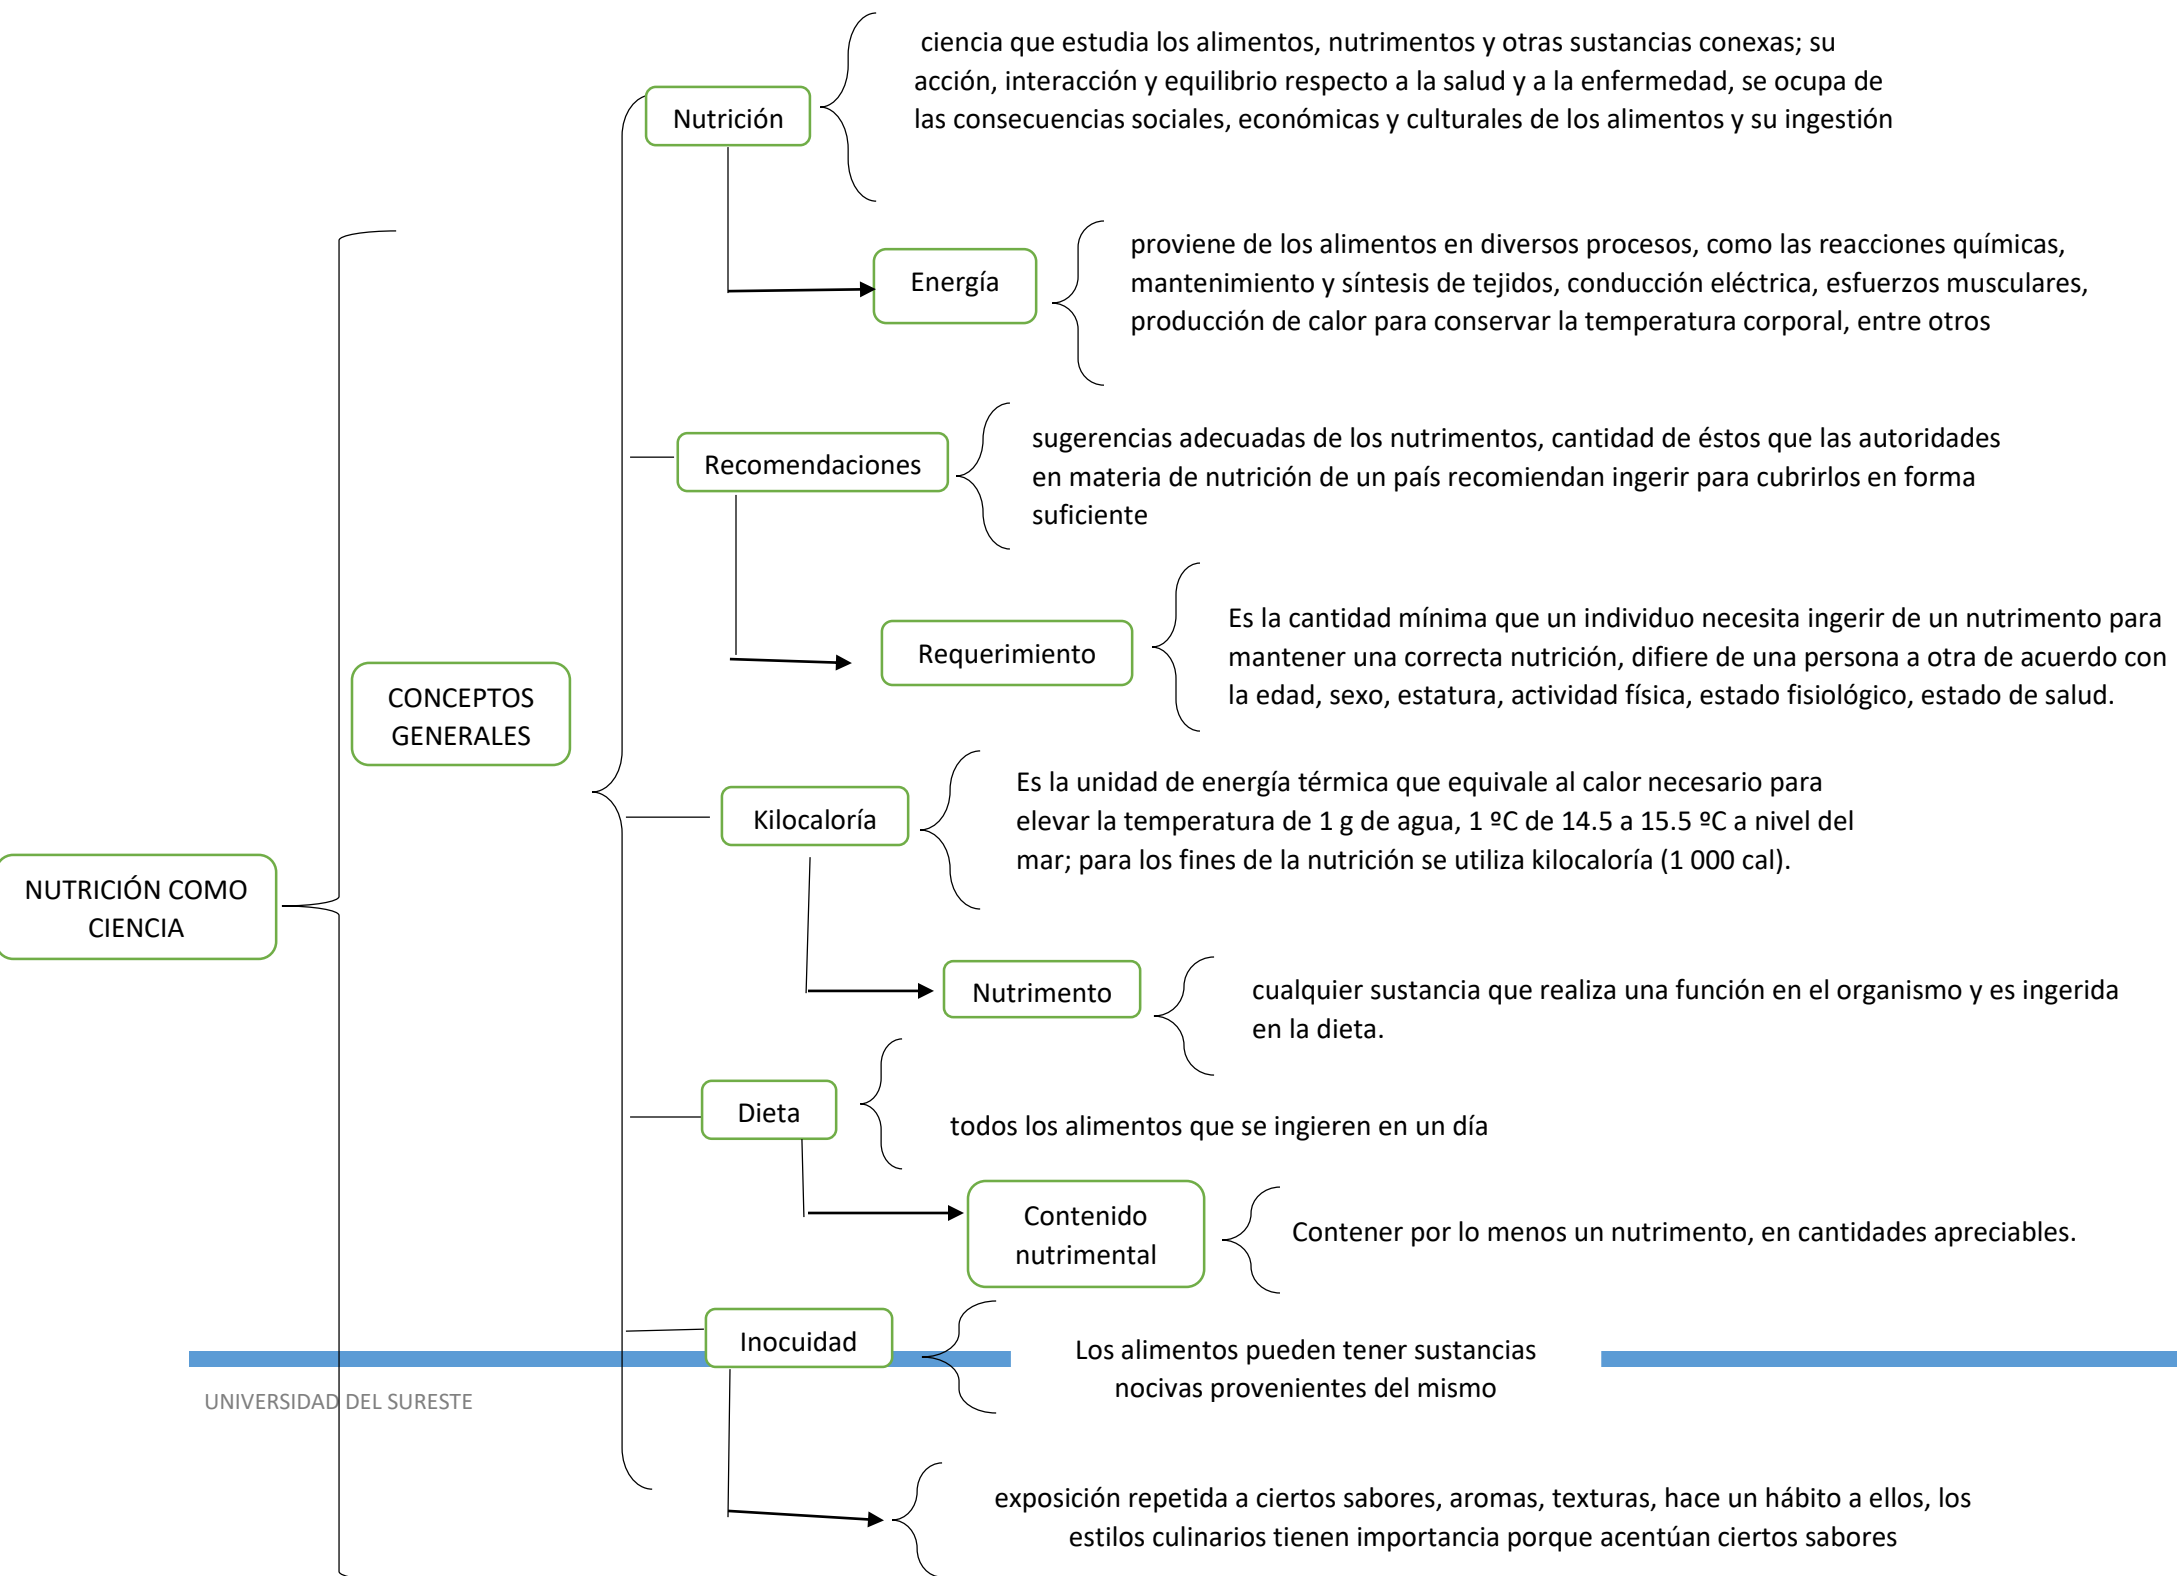 ciencia que estudia los alimentos, nutrimentos y otras sustancias conexas; su
acción, interacción y equilibrio respecto a la salud y a la enfermedad, se ocupa de
las consecuencias sociales, económicas y culturales de los alimentos y su ingestión
Nutrición
proviene de los alimentos en diversos procesos, como las reacciones químicas,
mantenimiento y síntesis de tejidos, conducción eléctrica, esfuerzos musculares,
producción de calor para conservar la temperatura corporal, entre otros
Energía
sugerencias adecuadas de los nutrimentos, cantidad de éstos que las autoridades
en materia de nutrición de un país recomiendan ingerir para cubrirlos en forma
suficiente
Recomendaciones
Es la cantidad mínima que un individuo necesita ingerir de un nutrimento para
mantener una correcta nutrición, difiere de una persona a otra de acuerdo con
la edad, sexo, estatura, actividad física, estado fisiológico, estado de salud.
Requerimiento
CONCEPTOS
GENERALES
Es la unidad de energía térmica que equivale al calor necesario para
elevar la temperatura de 1 g de agua, 1 ºC de 14.5 a 15.5 ºC a nivel del
mar; para los fines de la nutrición se utiliza kilocaloría (1 000 cal).
Kilocaloría
NUTRICIÓN COMO
CIENCIA
Nutrimento
cualquier sustancia que realiza una función en el organismo y es ingerida
en la dieta.
Dieta
todos los alimentos que se ingieren en un día
Contenido
nutrimental
Contener por lo menos un nutrimento, en cantidades apreciables.
Inocuidad
Los alimentos pueden tener sustancias
nocivas provenientes del mismo
UNIVERSIDAD DEL SURESTE
exposición repetida a ciertos sabores, aromas, texturas, hace un hábito a ellos, los
estilos culinarios tienen importancia porque acentúan ciertos sabores